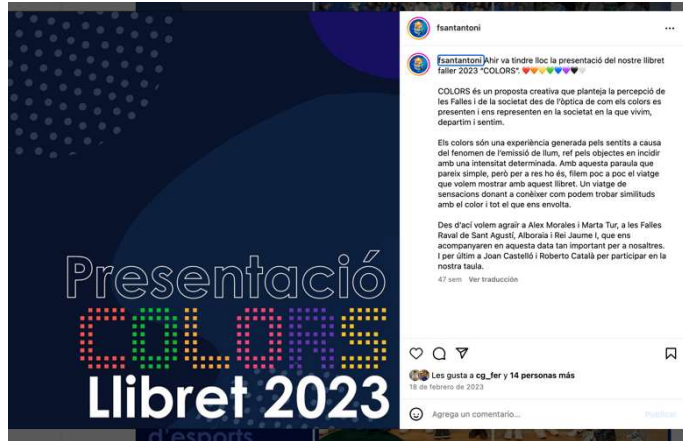 Presentació
COLORS
Llibret 2023
d'esports
fsantantoni
fsantantoni Ahir va tindre lloc la presentació del nostre llibret
faller 2023 "COLORS". ❤️🧡💛💚💙💜🖤🤍
COLORS és un proposta creativa que planteja la percepció de
les Falles i de la societat des de l'òptica de com els colors es
presenten i ens representen en la societat en la que vivim,
departim i sentim.
Els colors són una experiència generada pels sentits a causa
del fenomen de l'emissió de llum, ref pels objectes en incidir
amb una intensitat determinada. Amb aquesta paraula que
pareix simple, però per a res ho és, filem poc a poc el viatge
que volem mostrar amb aquest llibret. Un viatge de
sensacions donant a conèixer com podem trobar similituds
amb el color i tot el que ens envolta.
Des d'ací volem agrair a Alex Morales i Marta Tur, a les Falles
Raval de Sant Agustí, Alboraia i Rei Jaume I, que ens
acompanyaren en aquesta data tan important per a nosaltres.
I per últim a Joan Castelló i Roberto Català per participar en la
nostra taula.
47 sem Ver traducción
Les gusta a cg_fer y 14 personas más
18 de febrero de 2023
Agrega un comentario...
Publicar